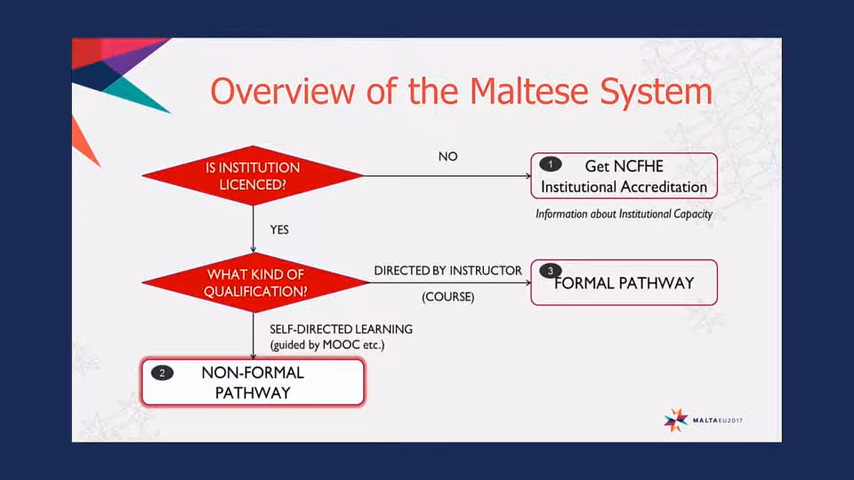 Overview of the Maltese System
IS INSTITUTION
LICENCED?
NO
1
Get NCFHE
Institutional Accreditation
Information about Institutional Capacity
YES
WHAT KIND OF
QUALIFICATION?
DIRECTED BY INSTRUCTOR
(COURSE)
3
FORMAL PATHWAY
SELF-DIRECTED LEARNING
(guided by MOOC etc.)
2
NON-FORMAL
PATHWAY
MALTAEU2017